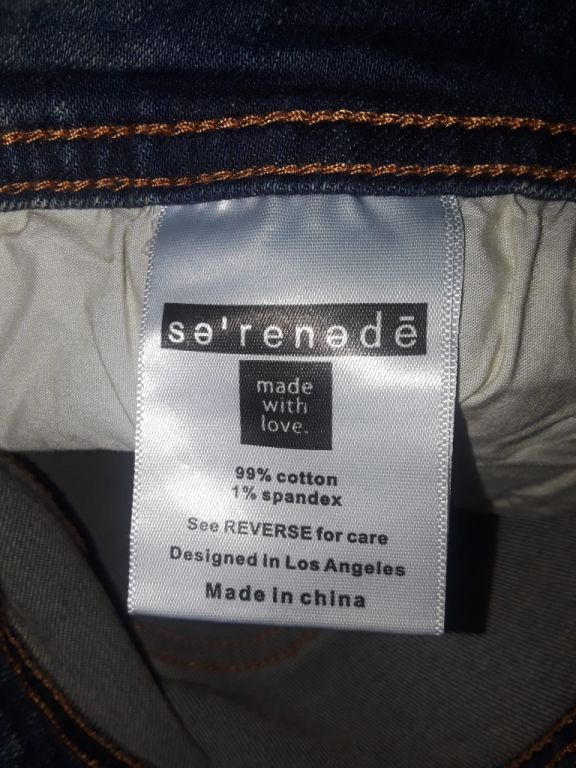 sə'renədē
made
with
love.
99% cotton
1% spandex
See REVERSE for care
Designed in Los Angeles
Made in china